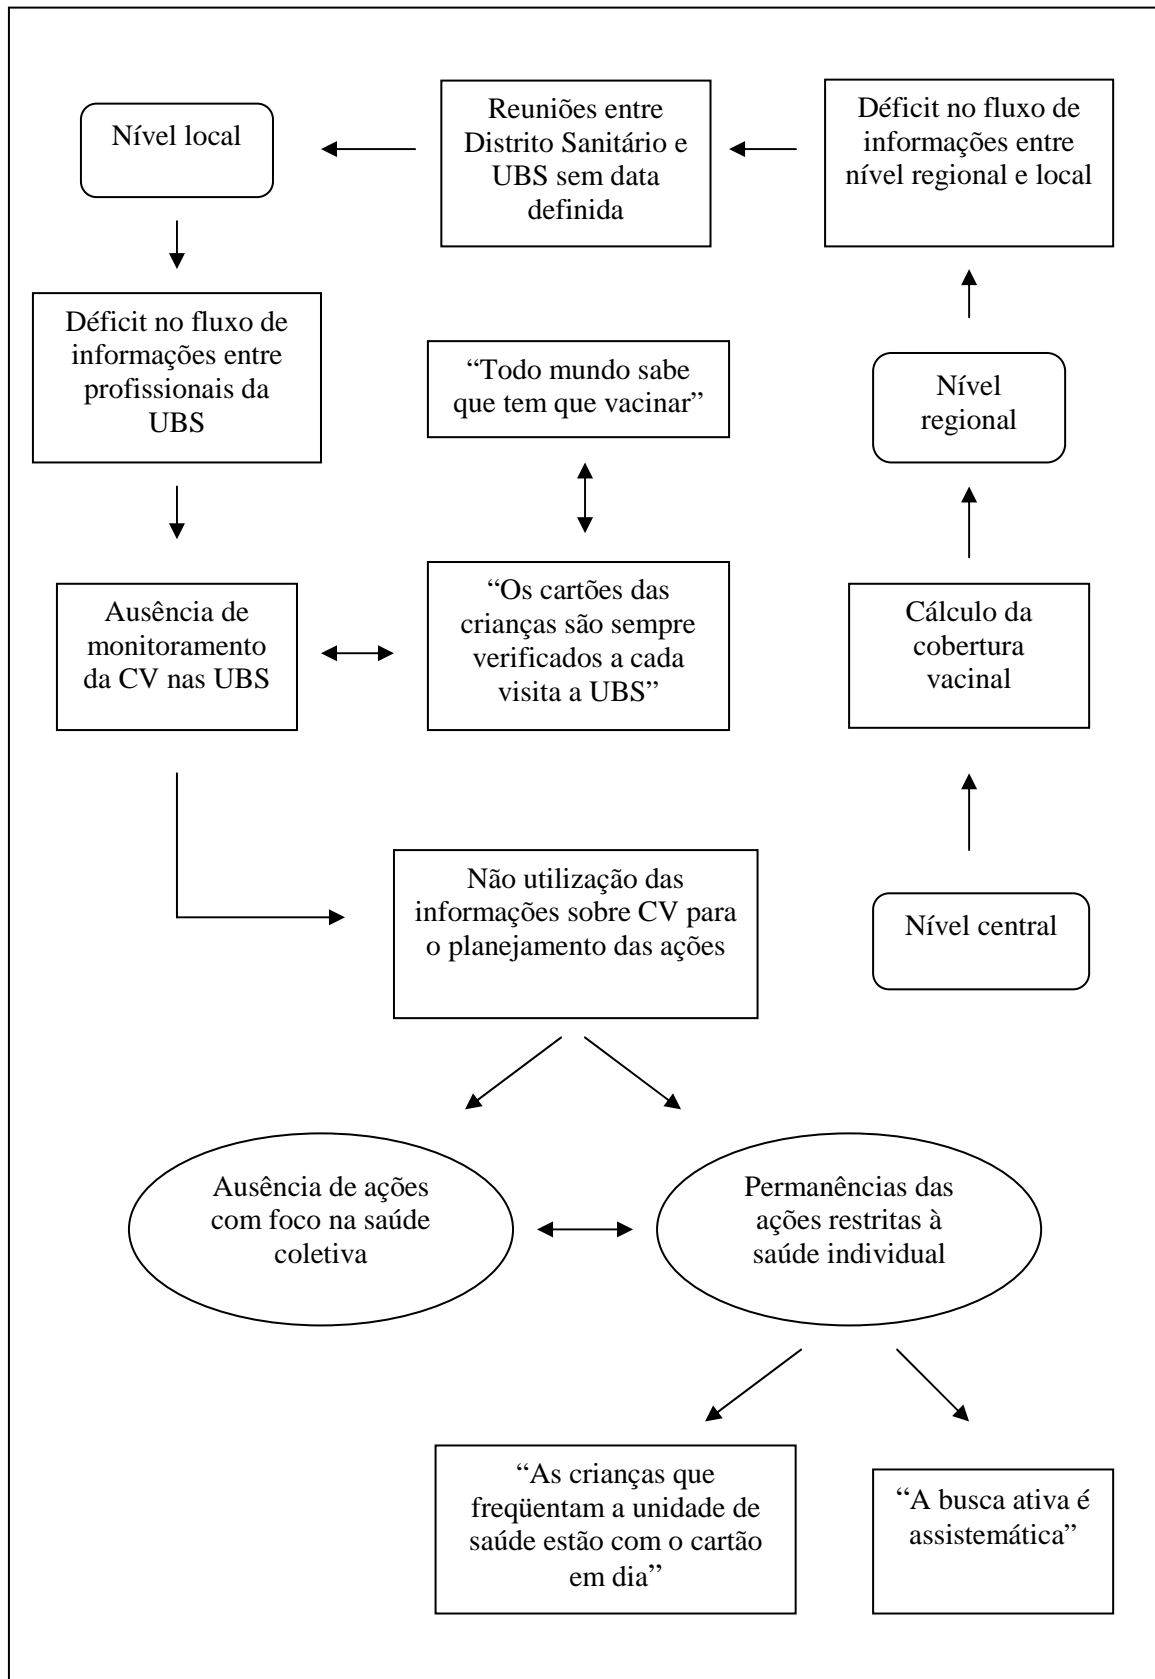 Nível local
Reuniões entre
Distrito Sanitário e
UBS sem data
definida
Déficit no fluxo de
informações entre
nível regional e local
Déficit no fluxo de
informações entre
profissionais da
UBS
“Todo mundo sabe
que tem que vacinar”
Nível
regional
Ausência de
monitoramento
da CV nas UBS
“Os cartões das
crianças são sempre
verificados a cada
visita a UBS”
Cálculo da
cobertura
vacinal
Não utilização das
informações sobre CV para
o planejamento das ações
Nível central
Ausência de ações
com foco na saúde
coletiva
Permanências das
ações restritas à
saúde individual
“As crianças que
freqüentam a unidade de
saúde estão com o cartão
em dia”
“A busca ativa é
assistemática”